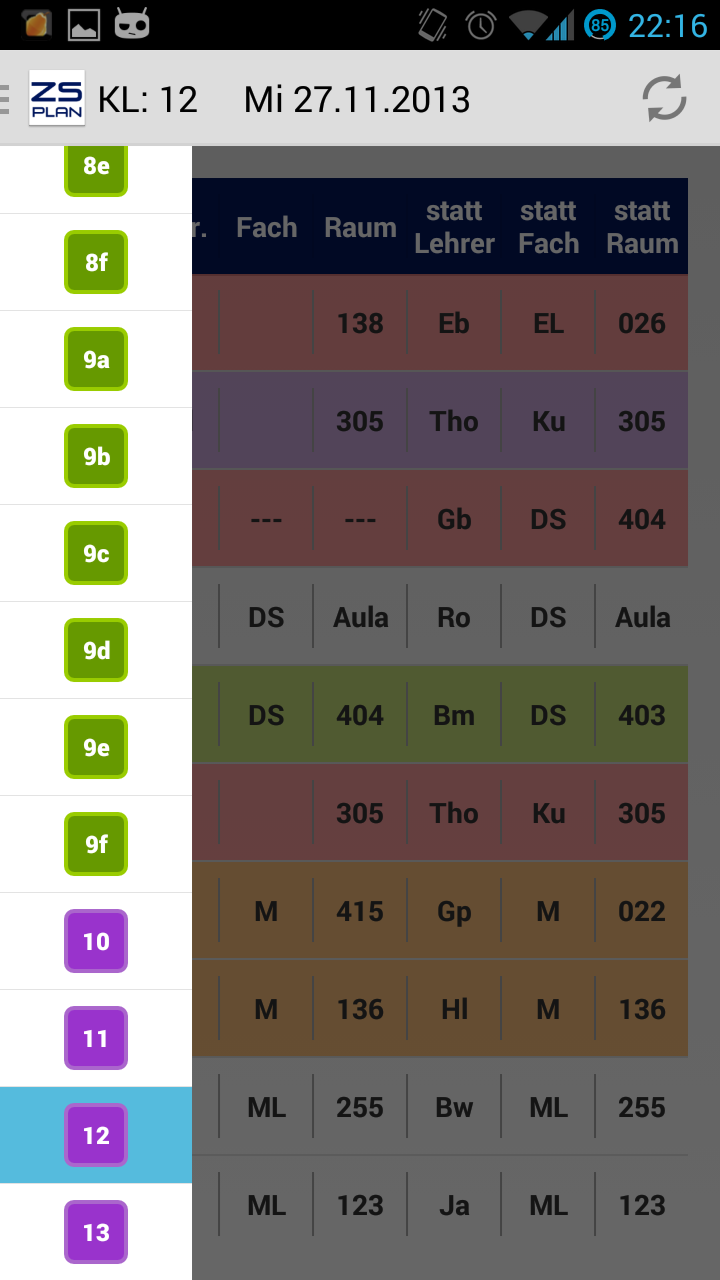 85 22:16
ZS
PLAN
KL: 12 Mi 27.11.2013
8e
8f
9a
9b
9c
9d
9e
9f
10
11
12
13
r. Fach Raum statt Lehrer statt Fach statt Raum
138 Eb EL 026
305 Tho Ku 305
--- --- Gb DS 404
DS Aula Ro DS Aula
DS 404 Bm DS 403
305 Tho Ku 305
M 415 Gp M 022
M 136 Hl M 136
ML 255 Bw ML 255
ML 123 Ja ML 123